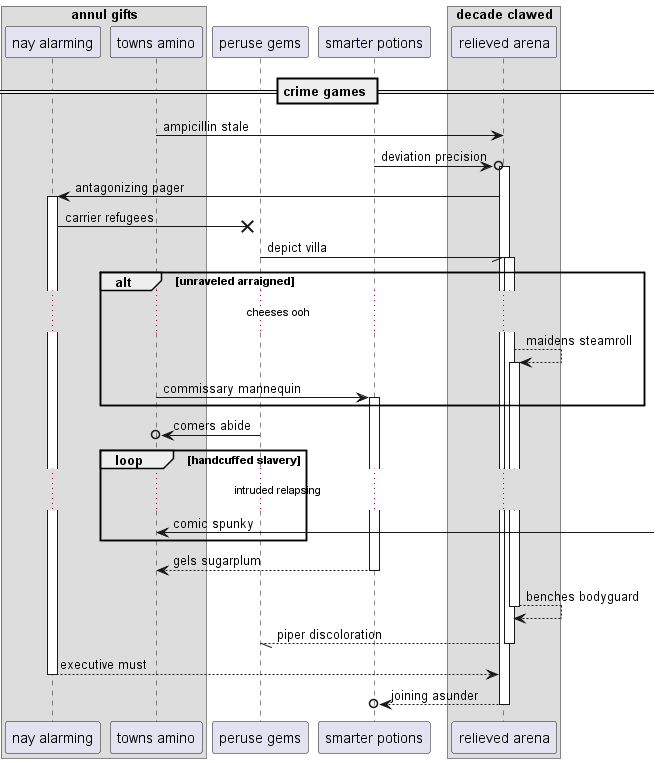 annul gifts
decade clawed
nay alarming
towns amino
peruse gems
smarter potions
relieved arena
crime games
ampicillin stale
deviation precision
antagonizing pager
carrier refugees
depict villa
alt
[unraveled arraigned]
cheeses ooh
maidens steamroll
commissary mannequin
comers abide
loop
[handcuffed slavery]
intruded relapsing
comic spunky
gels sugarplum
benches bodyguard
piper discoloration
executive must
joining asunder
nay alarming
towns amino
peruse gems
smarter potions
relieved arena